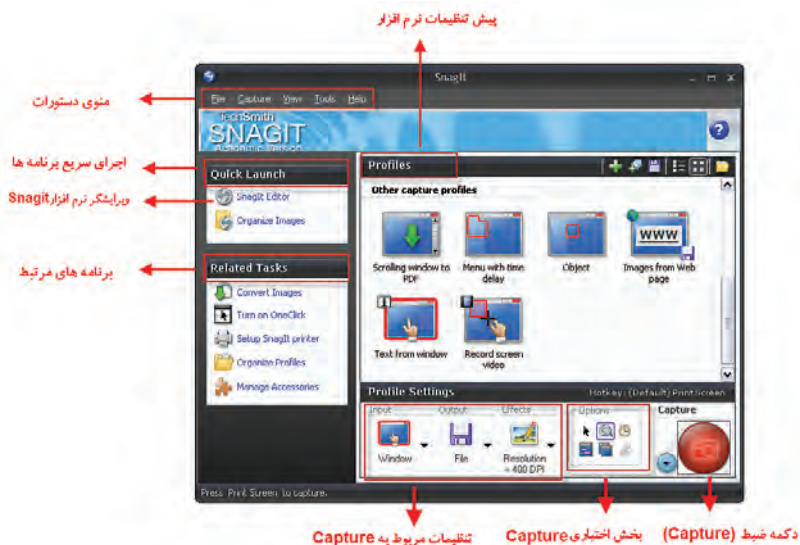 پیش تنظیمات نرم افزار
SnagIt
منوی دستورات
File Capture View Tools Help
TechSmith
SNAGIT
Academic Version
اجرای سریع برنامه ها
Quick Launch
Profiles
Other capture profiles
ویرایشگر نرم افزار Snagit
SnagIt Editor
Organize Images
Scrolling window to PDF
Menu with time delay
Object
WWW
Images from Web page
برنامه های مرتبط
Related Tasks
Convert Images
Turn on OneClick
Setup SnagIt printer
Organize Profiles
Manage Accessories
Text from window
Record screen video
Profile Settings
Hotkey: (Default) Print Screen
Input
Output
Effects
Options
Capture
Window
File
Resolution = 400 DPI
Press Print Screen to capture.
تنظیمات مربوط به Capture
بخش اختیاری Capture
دکمه ضبط (Capture)